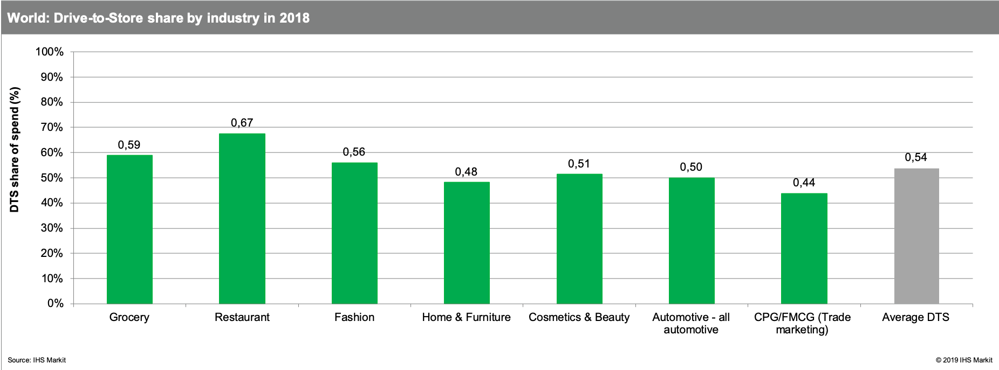 World: Drive-to-Store share by industry in 2018
DTS share of spend (%)
100%
90%
80%
70%
60%
50%
40%
30%
20%
10%
0%
0,59
0,67
0,56
0,48
0,51
0,50
0,44
0,54
Grocery
Restaurant
Fashion
Home & Furniture
Cosmetics & Beauty
Automotive - all
automotive
CPG/FMCG (Trade
marketing)
Average DTS
Source: IHS Markit
© 2019 IHS Markit